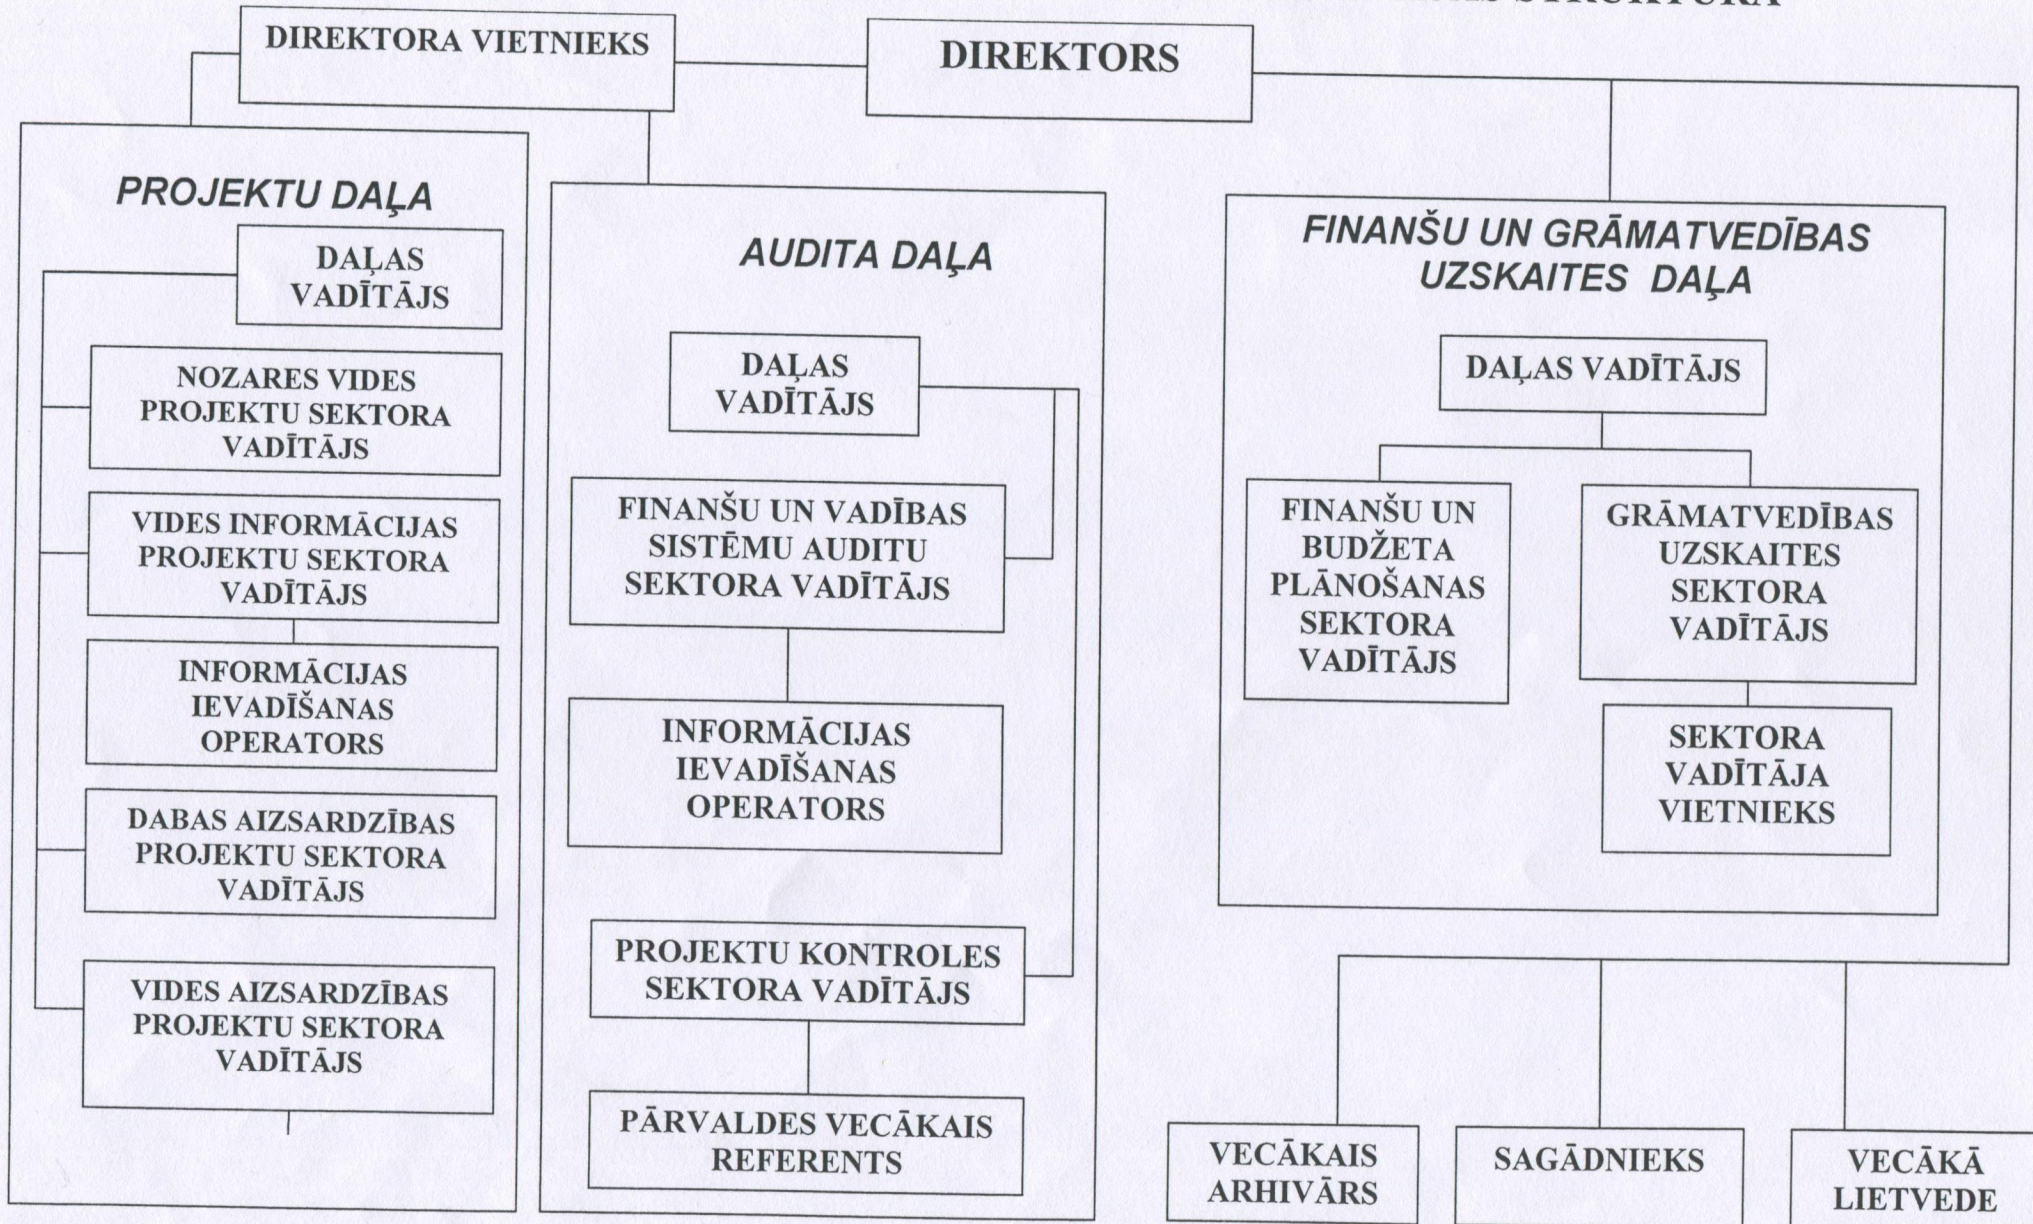 DIREKTORA VIETNIEKS
DIREKTORS
PROJEKTU DAĻA
DAĻAS
VADĪTĀJS
NOZARES VIDES
PROJEKTU SEKTORA
VADĪTĀJS
VIDES INFORMĀCIJAS
PROJEKTU SEKTORA
VADĪTĀJS
INFORMĀCIJAS
IEVADĪŠANAS
OPERATORS
DABAS AIZSARDZĪBAS
PROJEKTU SEKTORA
VADĪTĀJS
VIDES AIZSARDZĪBAS
PROJEKTU SEKTORA
VADĪTĀJS
AUDITA DAĻA
DAĻAS
VADĪTĀJS
FINANŠU UN VADĪBAS
SISTĒMU AUDITU
SEKTORA VADĪTĀJS
INFORMĀCIJAS
IEVADĪŠANAS
OPERATORS
PROJEKTU KONTROLES
SEKTORA VADĪTĀJS
PĀRVALDES VECĀKAIS
REFERENTS
FINANŠU UN GRĀMATVEDĪBAS
UZSKAITES DAĻA
DAĻAS VADĪTĀJS
FINANŠU UN
BUDŽETA
PLĀNOŠANAS
SEKTORA
VADĪTĀJS
GRĀMATVEDĪBAS
UZSKAITES
SEKTORA
VADĪTĀJS
SEKTORA
VADĪTĀJA
VIETNIEKS
VECĀKAIS
ARHIVĀRS
SAGĀDNIEKS
VECĀKĀ
LIETVEDE